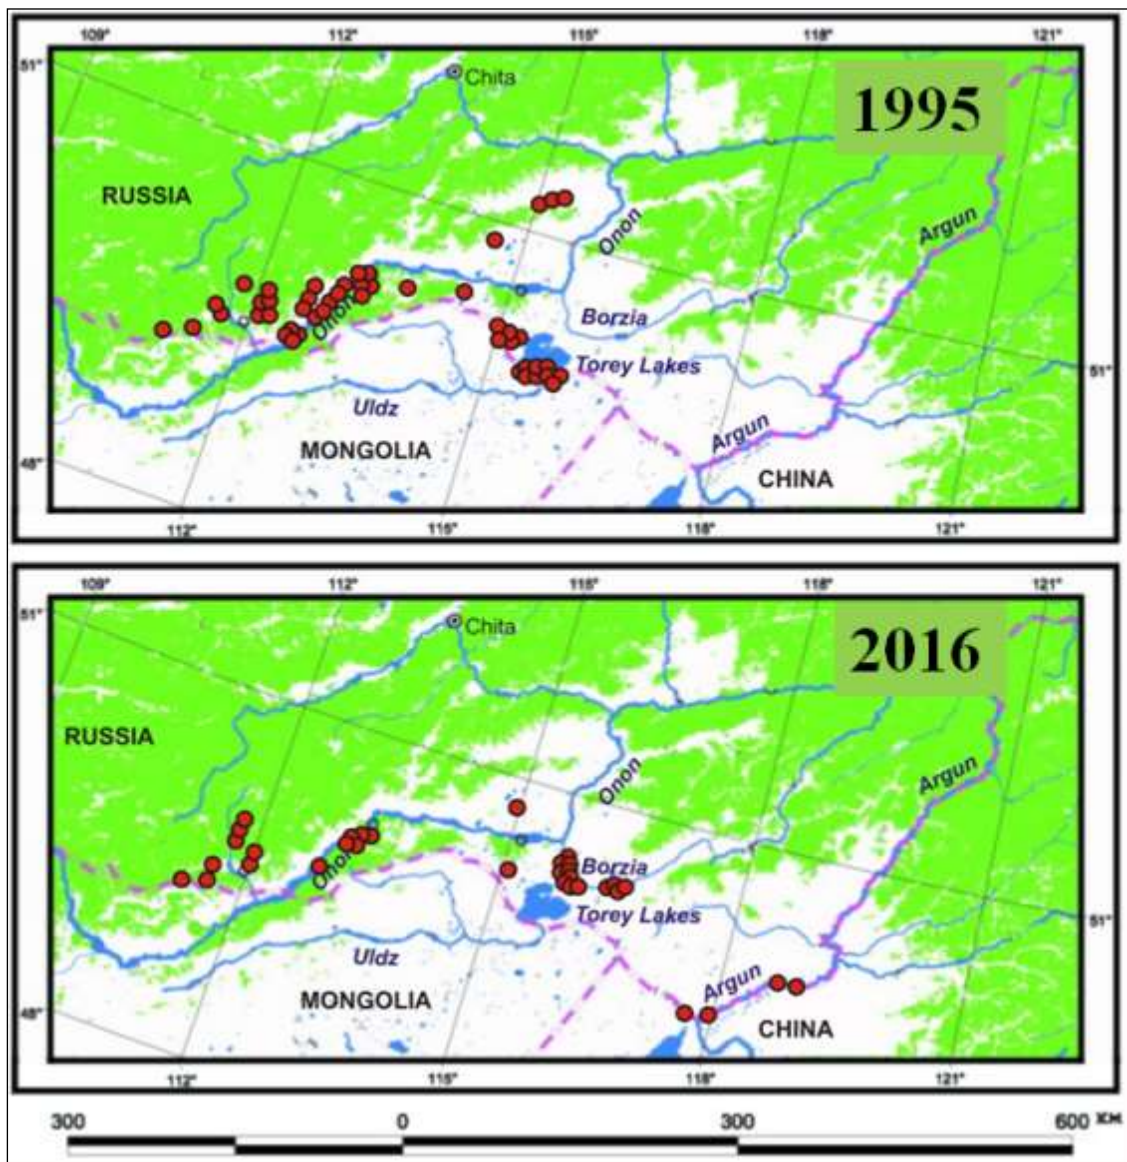 109° 112° 115° 118° 121°
51°
Chita
1995
RUSSIA
Onon
Argun
Onon
Borzia
Torey Lakes
51°
Uldz
Argun
MONGOLIA
48°
CHINA
112° 115° 118° 121°
109° 112° 115° 118° 121°
51°
Chita
2016
RUSSIA
Onon
Argun
Onon
Borzia
Torey Lakes
51°
Uldz
Argun
MONGOLIA
48°
CHINA
112° 115° 118° 121°
300 0 300 600 КМ